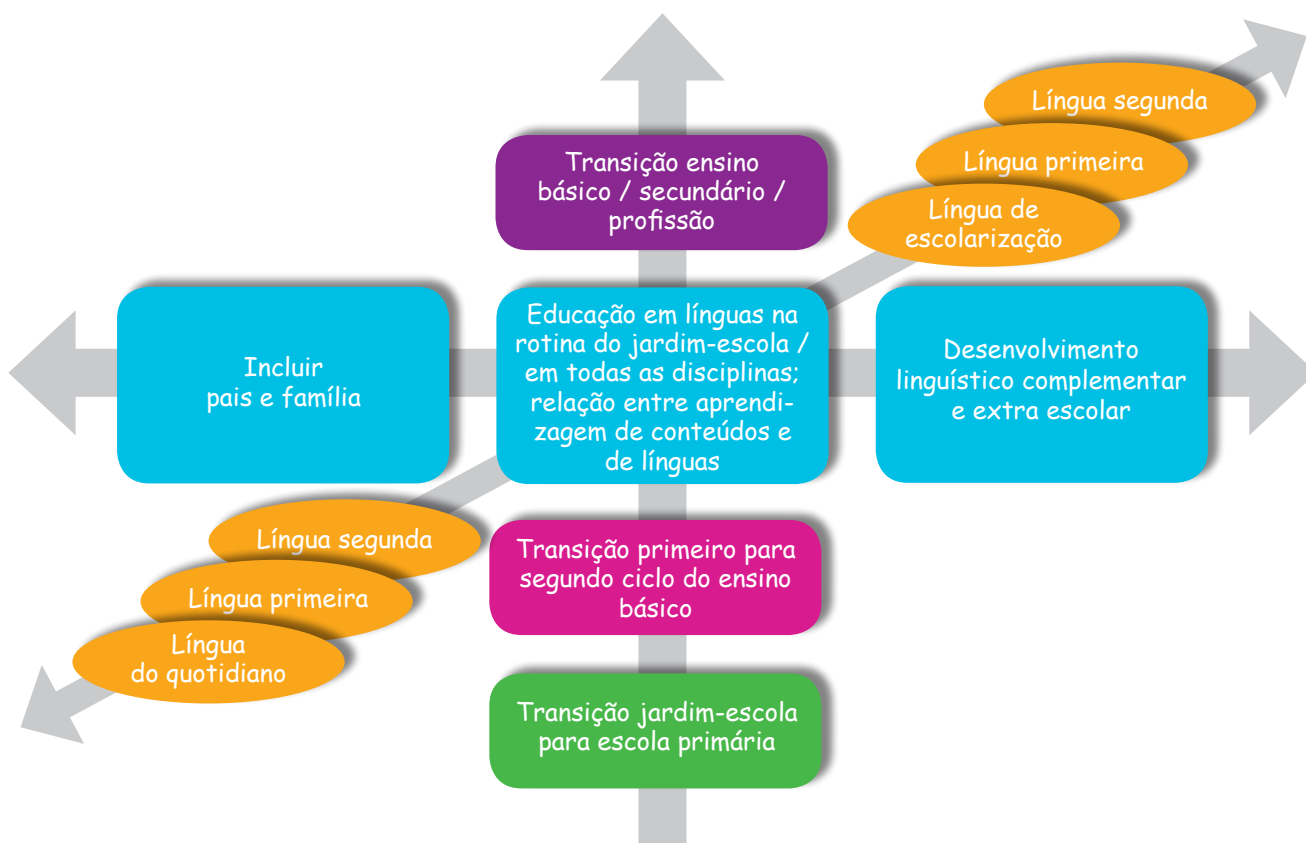 Língua segunda
Língua primeira
Língua de
escolarização
Transição ensino
básico / secundário /
profissão
Incluir
pais e família
Educação em línguas na
rotina do jardim-escola /
em todas as disciplinas;
relação entre aprendi-
zagem de conteúdos e
de línguas
Desenvolvimento
linguístico complementar
e extra escolar
Língua segunda
Língua primeira
Língua
do quotidiano
Transição primeiro para
segundo ciclo do ensino
básico
Transição jardim-escola
para escola primária